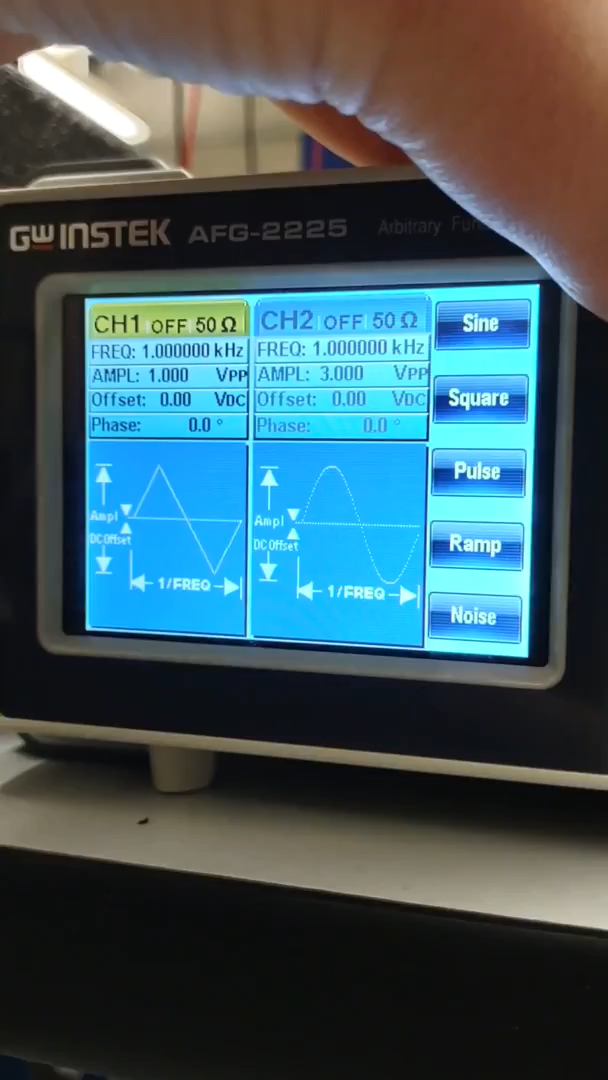 GW INSTEK AFG-2225 Arbitrary
CH1 OFF 50 Ω
FREQ: 1.000000 kHz
AMPL: 1.000 VPP
Offset: 0.00 VDC
Phase: 0.0 °
Ampl
DC Offset
1/FREQ
CH2 OFF 50 Ω
FREQ: 1.000000 kHz
AMPL: 3.000 VPP
Offset: 0.00 VDC
Phase: 0.0 °
Ampl
DC Offset
1/FREQ
Sine
Square
Pulse
Ramp
Noise